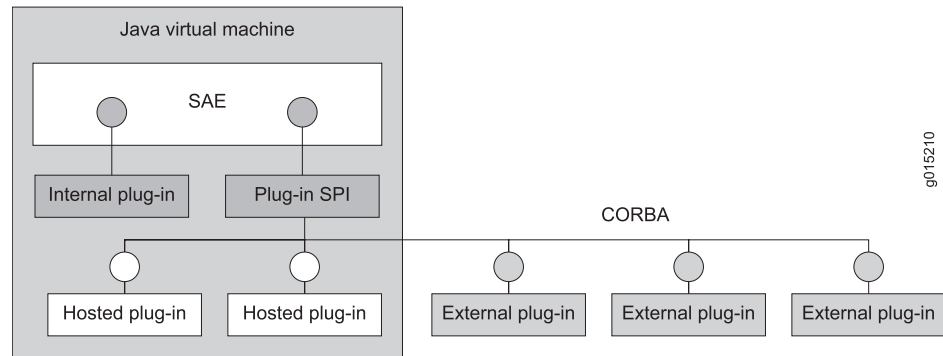 Java virtual machine
SAE
Internal plug-in
Plug-in SPI
CORBA
g015210
Hosted plug-in
Hosted plug-in
External plug-in
External plug-in
External plug-in